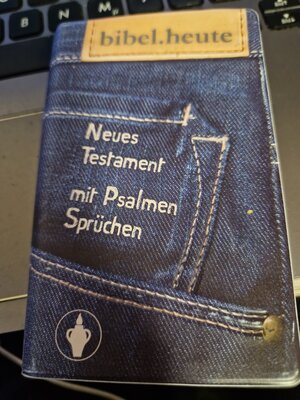 bibel.heute
Neues
Testament
mit Psalmen
Sprüchen